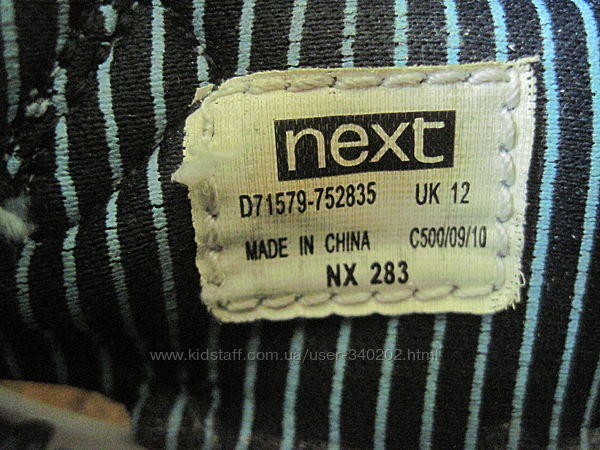 next
D71579-752835 UK 12
MADE IN CHINA C500/09/10
NX 283
www.kidstaff.com.ua/user-340202.html